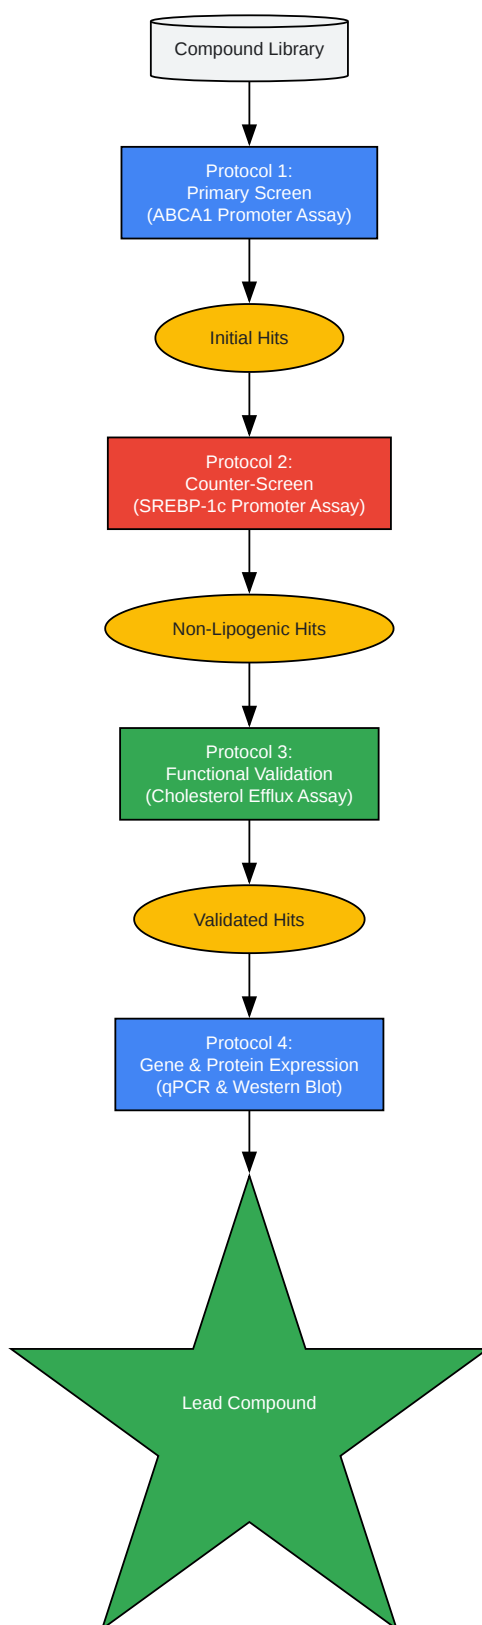 Compound Library
Protocol 1:
Primary Screen
(ABCA1 Promoter Assay)
Initial Hits
Protocol 2:
Counter-Screen
(SREBP-1c Promoter Assay)
Non-Lipogenic Hits
Protocol 3:
Functional Validation
(Cholesterol Efflux Assay)
Validated Hits
Protocol 4:
Gene & Protein Expression
(qPCR & Western Blot)
Lead Compound